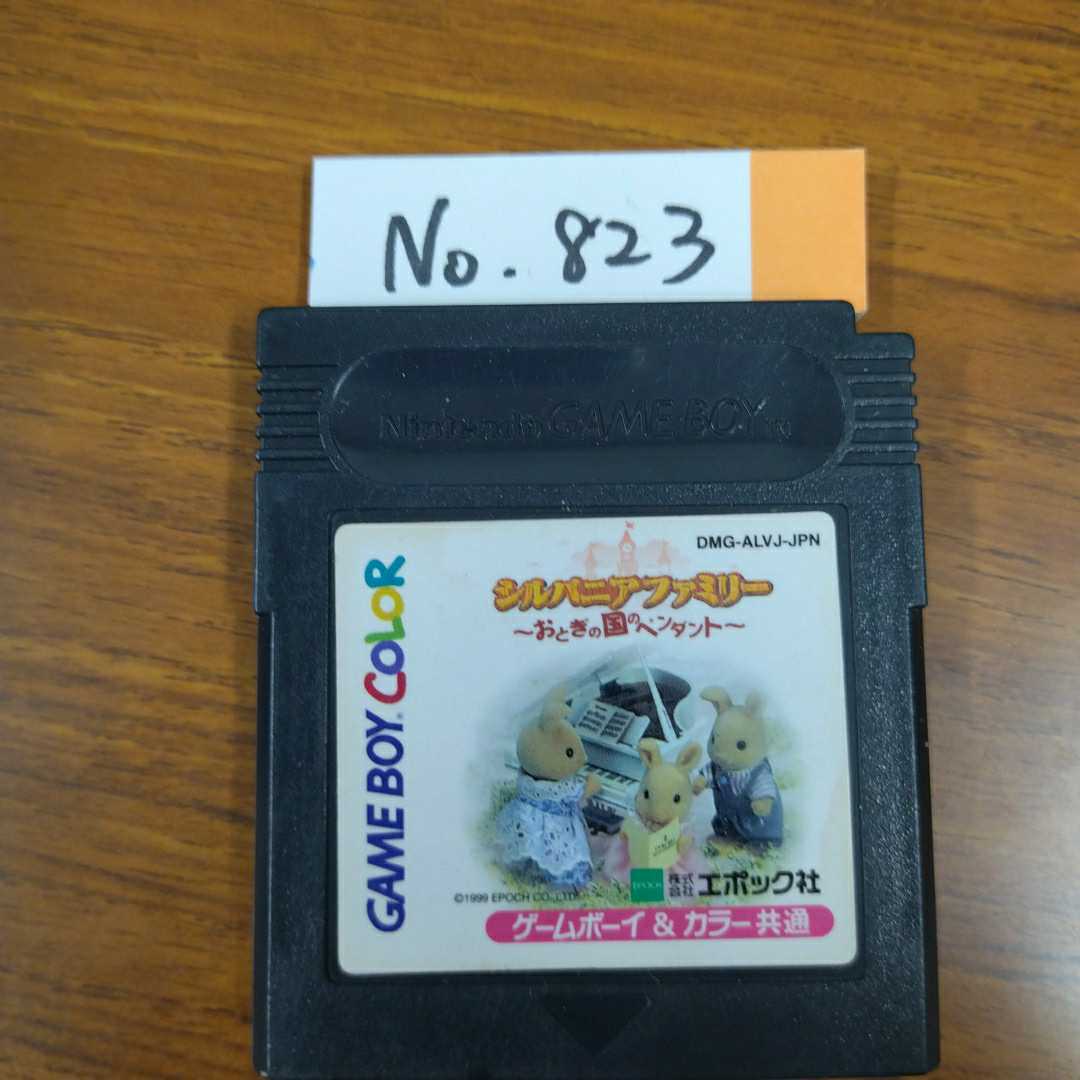 No. 823
Nintendo GAME BOY TM
DMG-ALVJ-JPN
シルバニアファミリー
～おとぎの国のペンダント～
GAME BOY COLOR
©1999 EPOCH CO., LTD.
EPOCH 株式会社 エポック社
ゲームボーイ & カラー共通